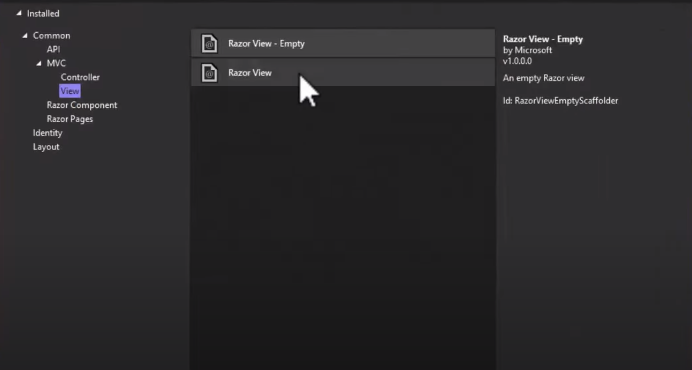 Installed
Common
API
MVC
Controller
View
Razor Component
Razor Pages
Identity
Layout
Razor View - Empty
Razor View
Razor View - Empty
by Microsoft
v1.0.0.0
An empty Razor view
Id: RazorViewEmptyScaffolder